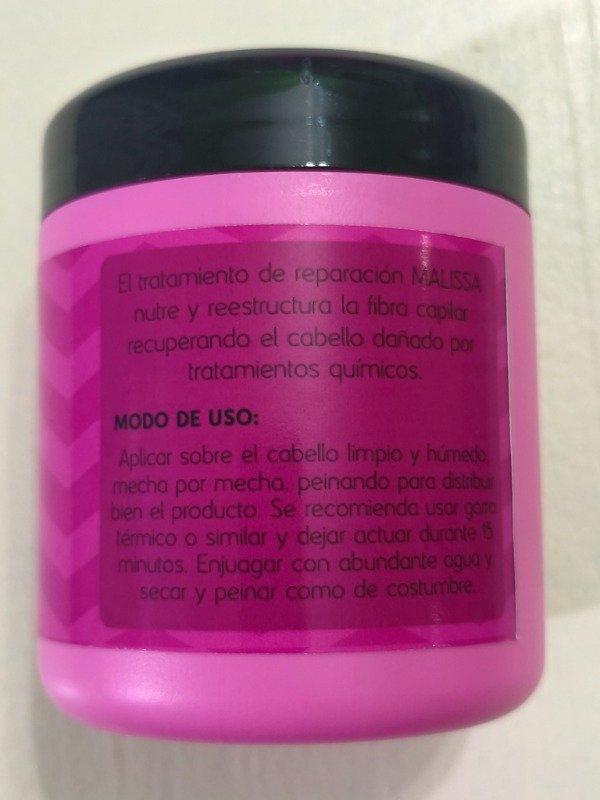 El tratamiento de reparación MALISSA
nutre y reestructura la fibra capilar
recuperando el cabello dañado por
tratamientos químicos.
MODO DE USO:
Aplicar sobre el cabello limpio y húmedo,
mecha por mecha, peinando para distribuir
bien el producto. Se recomienda usar gorro
térmico o similar y dejar actuar durante 15
minutos. Enjuagar con abundante agua y
secar y peinar como de costumbre.